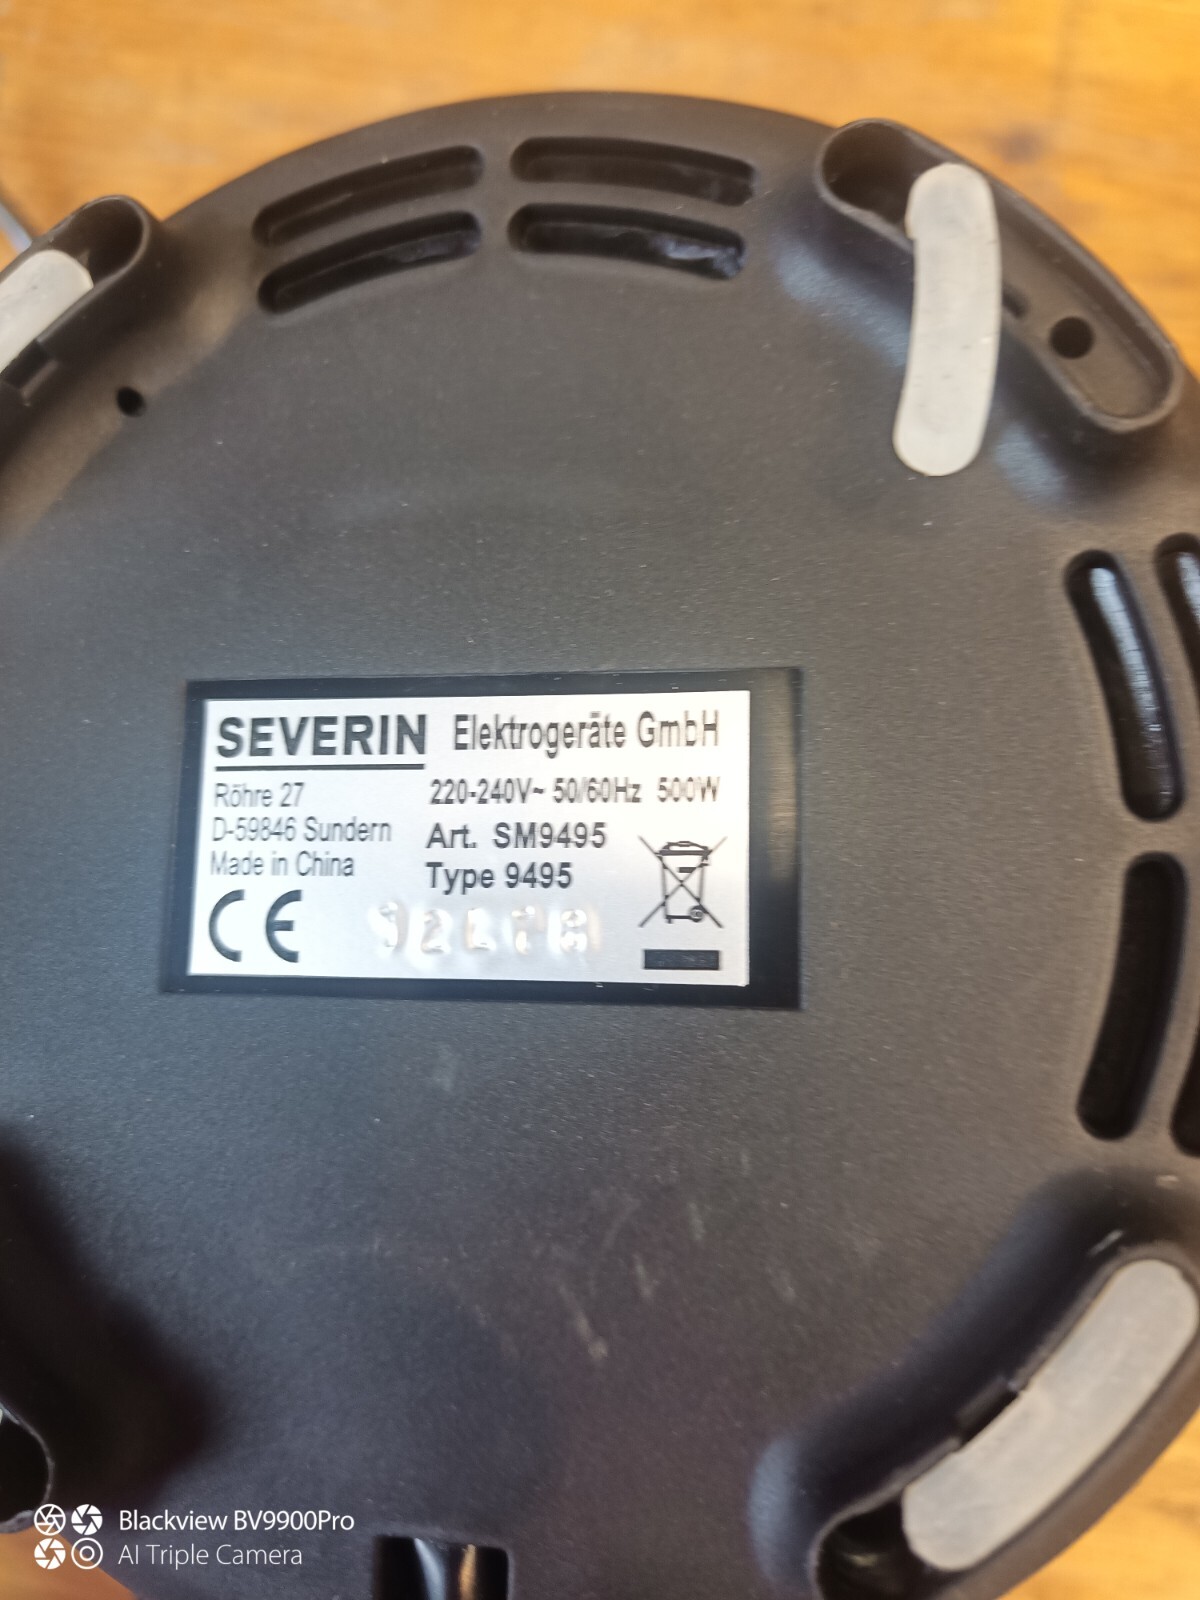 SEVERIN Elektrogeräte GmbH
Röhre 27 220-240V~ 50/60Hz 500W
D-59846 Sundern Art. SM9495
Made in China Type 9495
CE
Blackview BV9900Pro
AI Triple Camera